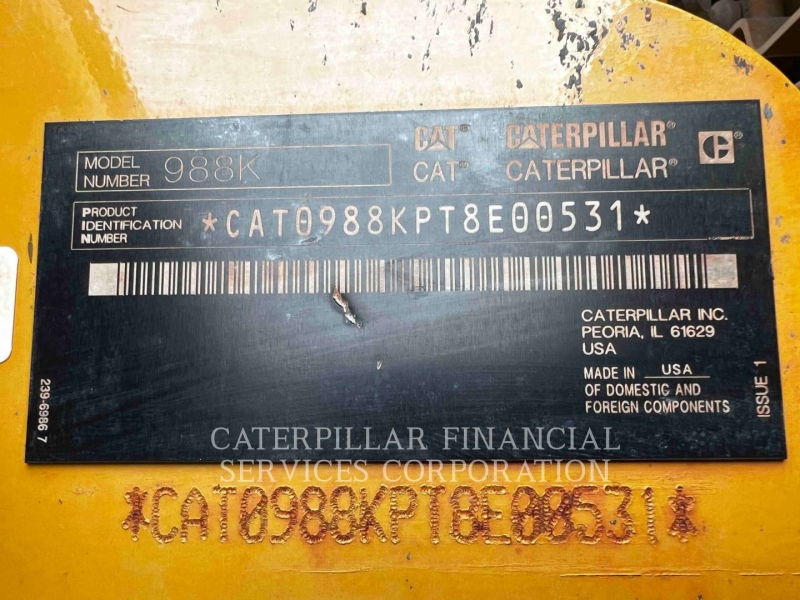 CAT® CATERPILLAR®
MODEL NUMBER 988K CAT® CATERPILLAR®
PRODUCT IDENTIFICATION NUMBER *CAT0988KPT8E00531*
CATERPILLAR INC.
PEORIA, IL 61629
USA
MADE IN USA
OF DOMESTIC AND
FOREIGN COMPONENTS
ISSUE 1
239-6986 7
CATERPILLAR FINANCIAL
SERVICES CORPORATION
*CAT0988KPT8E00531*